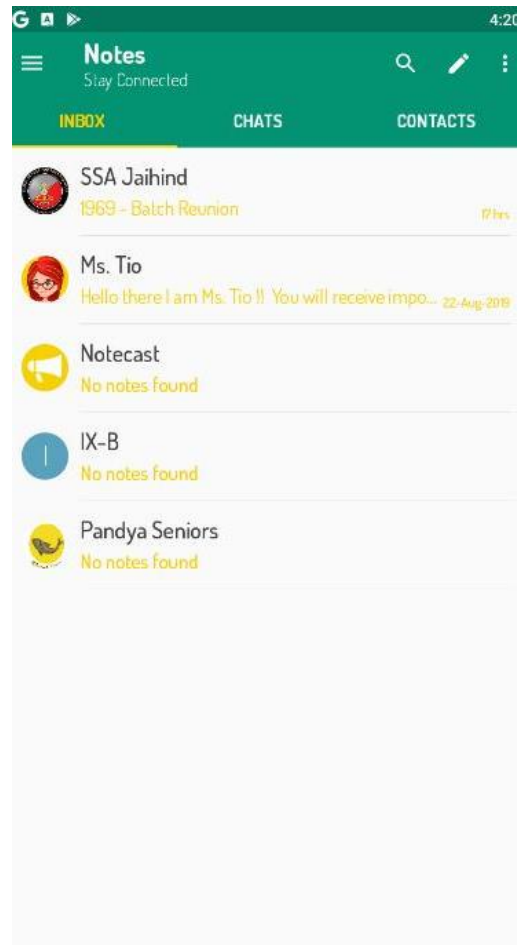 4:20
Notes
Stay Connected
INBOX CHATS CONTACTS
SSA Jaihind
1969 - Batch Reunion 17 hrs
Ms. Tio
Hello there I am Ms. Tio !! You will receive impo... 22-Aug-2019
Notecast
No notes found
I IX-B
No notes found
Pandya Seniors
No notes found